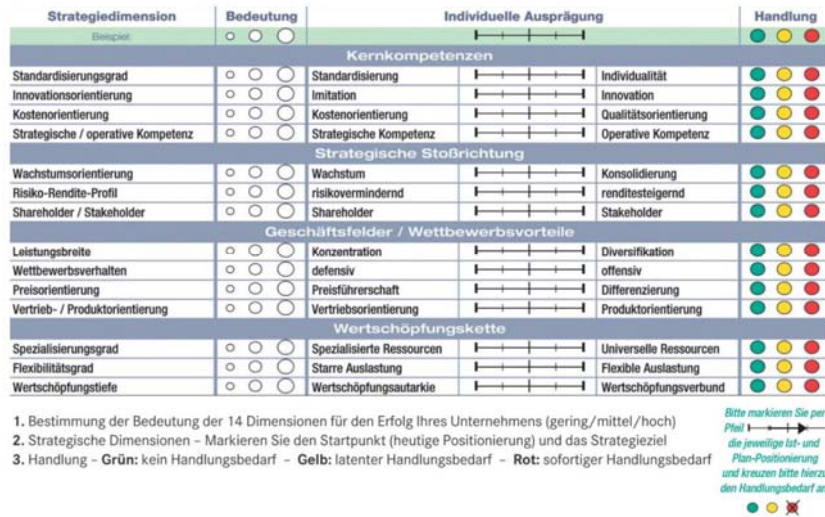 Strategiedimension Bedeutung Individuelle Ausprägung Handlung
Beispiel:
Kernkompetenzen
Standardisierungsgrad Standardisierung Individualität
Innovationsorientierung Imitation Innovation
Kostenorientierung Kostenorientierung Qualitätsorientierung
Strategische / operative Kompetenz Strategische Kompetenz Operative Kompetenz
Strategische Stoßrichtung
Wachstumsorientierung Wachstum Konsolidierung
Risiko-Rendite-Profil risikovermindernd renditesteigernd
Shareholder / Stakeholder Shareholder Stakeholder
Geschäftsfelder / Wettbewerbsvorteile
Leistungsbreite Konzentration Diversifikation
Wettbewerbsverhalten defensiv offensiv
Preisorientierung Preisführerschaft Differenzierung
Vertrieb- / Produktorientierung Vertriebsorientierung Produktorientierung
Wertschöpfungskette
Spezialisierungsgrad Spezialisierte Ressourcen Universelle Ressourcen
Flexibilitätsgrad Starre Auslastung Flexible Auslastung
Wertschöpfungstiefe Wertschöpfungsautarkie Wertschöpfungsverbund
1. Bestimmung der Bedeutung der 14 Dimensionen für den Erfolg Ihres Unternehmens (gering/mittel/hoch)
2. Strategische Dimensionen – Markieren Sie den Startpunkt (heutige Positionierung) und das Strategieziel
3. Handlung – Grün: kein Handlungsbedarf – Gelb: latenter Handlungsbedarf – Rot: sofortiger Handlungsbedarf
Bitte markieren Sie per
Pfeil
die jeweilige Ist- und
Plan-Positionierung
und kreuzen bitte hierzu
den Handlungsbedarf an